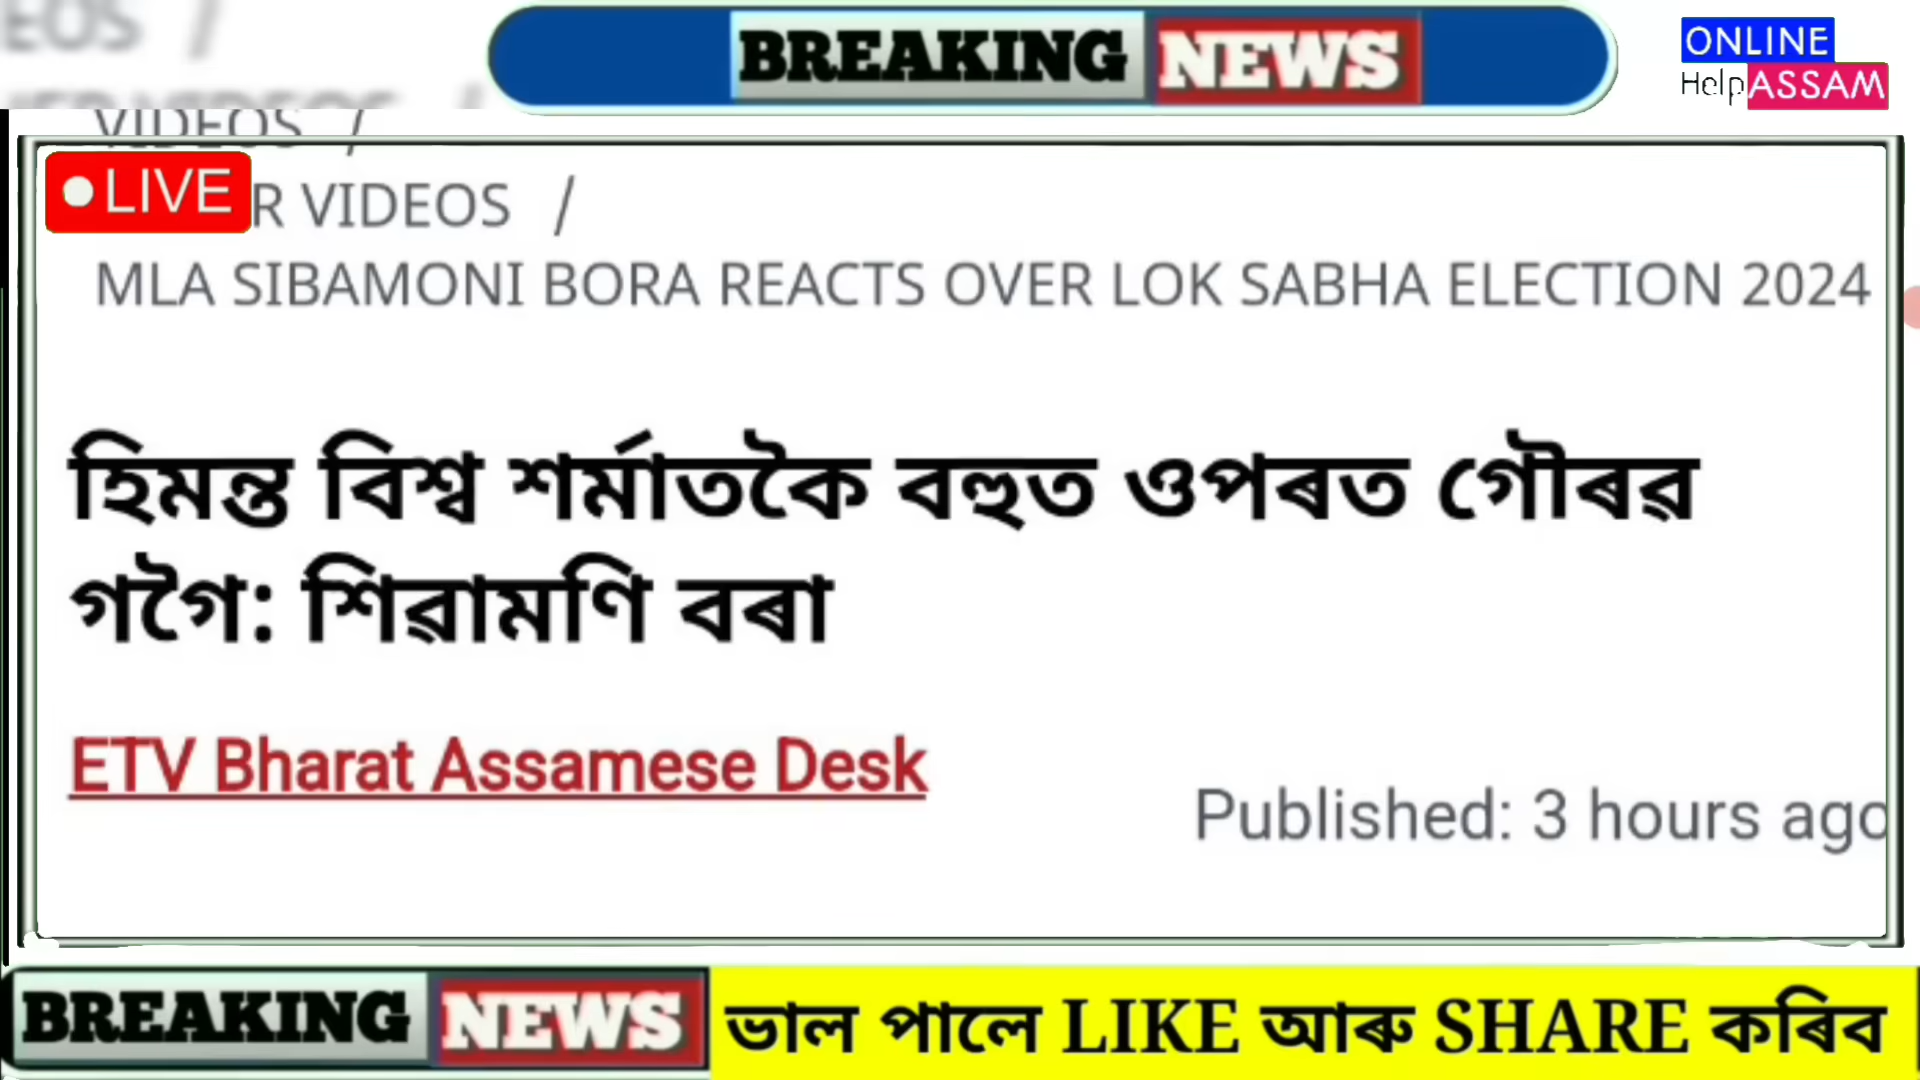 EOS /
BREAKING NEWS
ONLINE
Help ASSAM
VIDEOS /
LIVE
R VIDEOS /
MLA SIBAMONI BORA REACTS OVER LOK SABHA ELECTION 2024
হিমন্ত বিশ্ব শৰ্মাতকৈ বহুত ওপৰত গৌৰৱ
গগৈ: শিৱামণি বৰা
ETV Bharat Assamese Desk
Published: 3 hours ago
BREAKING NEWS ভাল পালে LIKE আৰু SHARE কৰিব